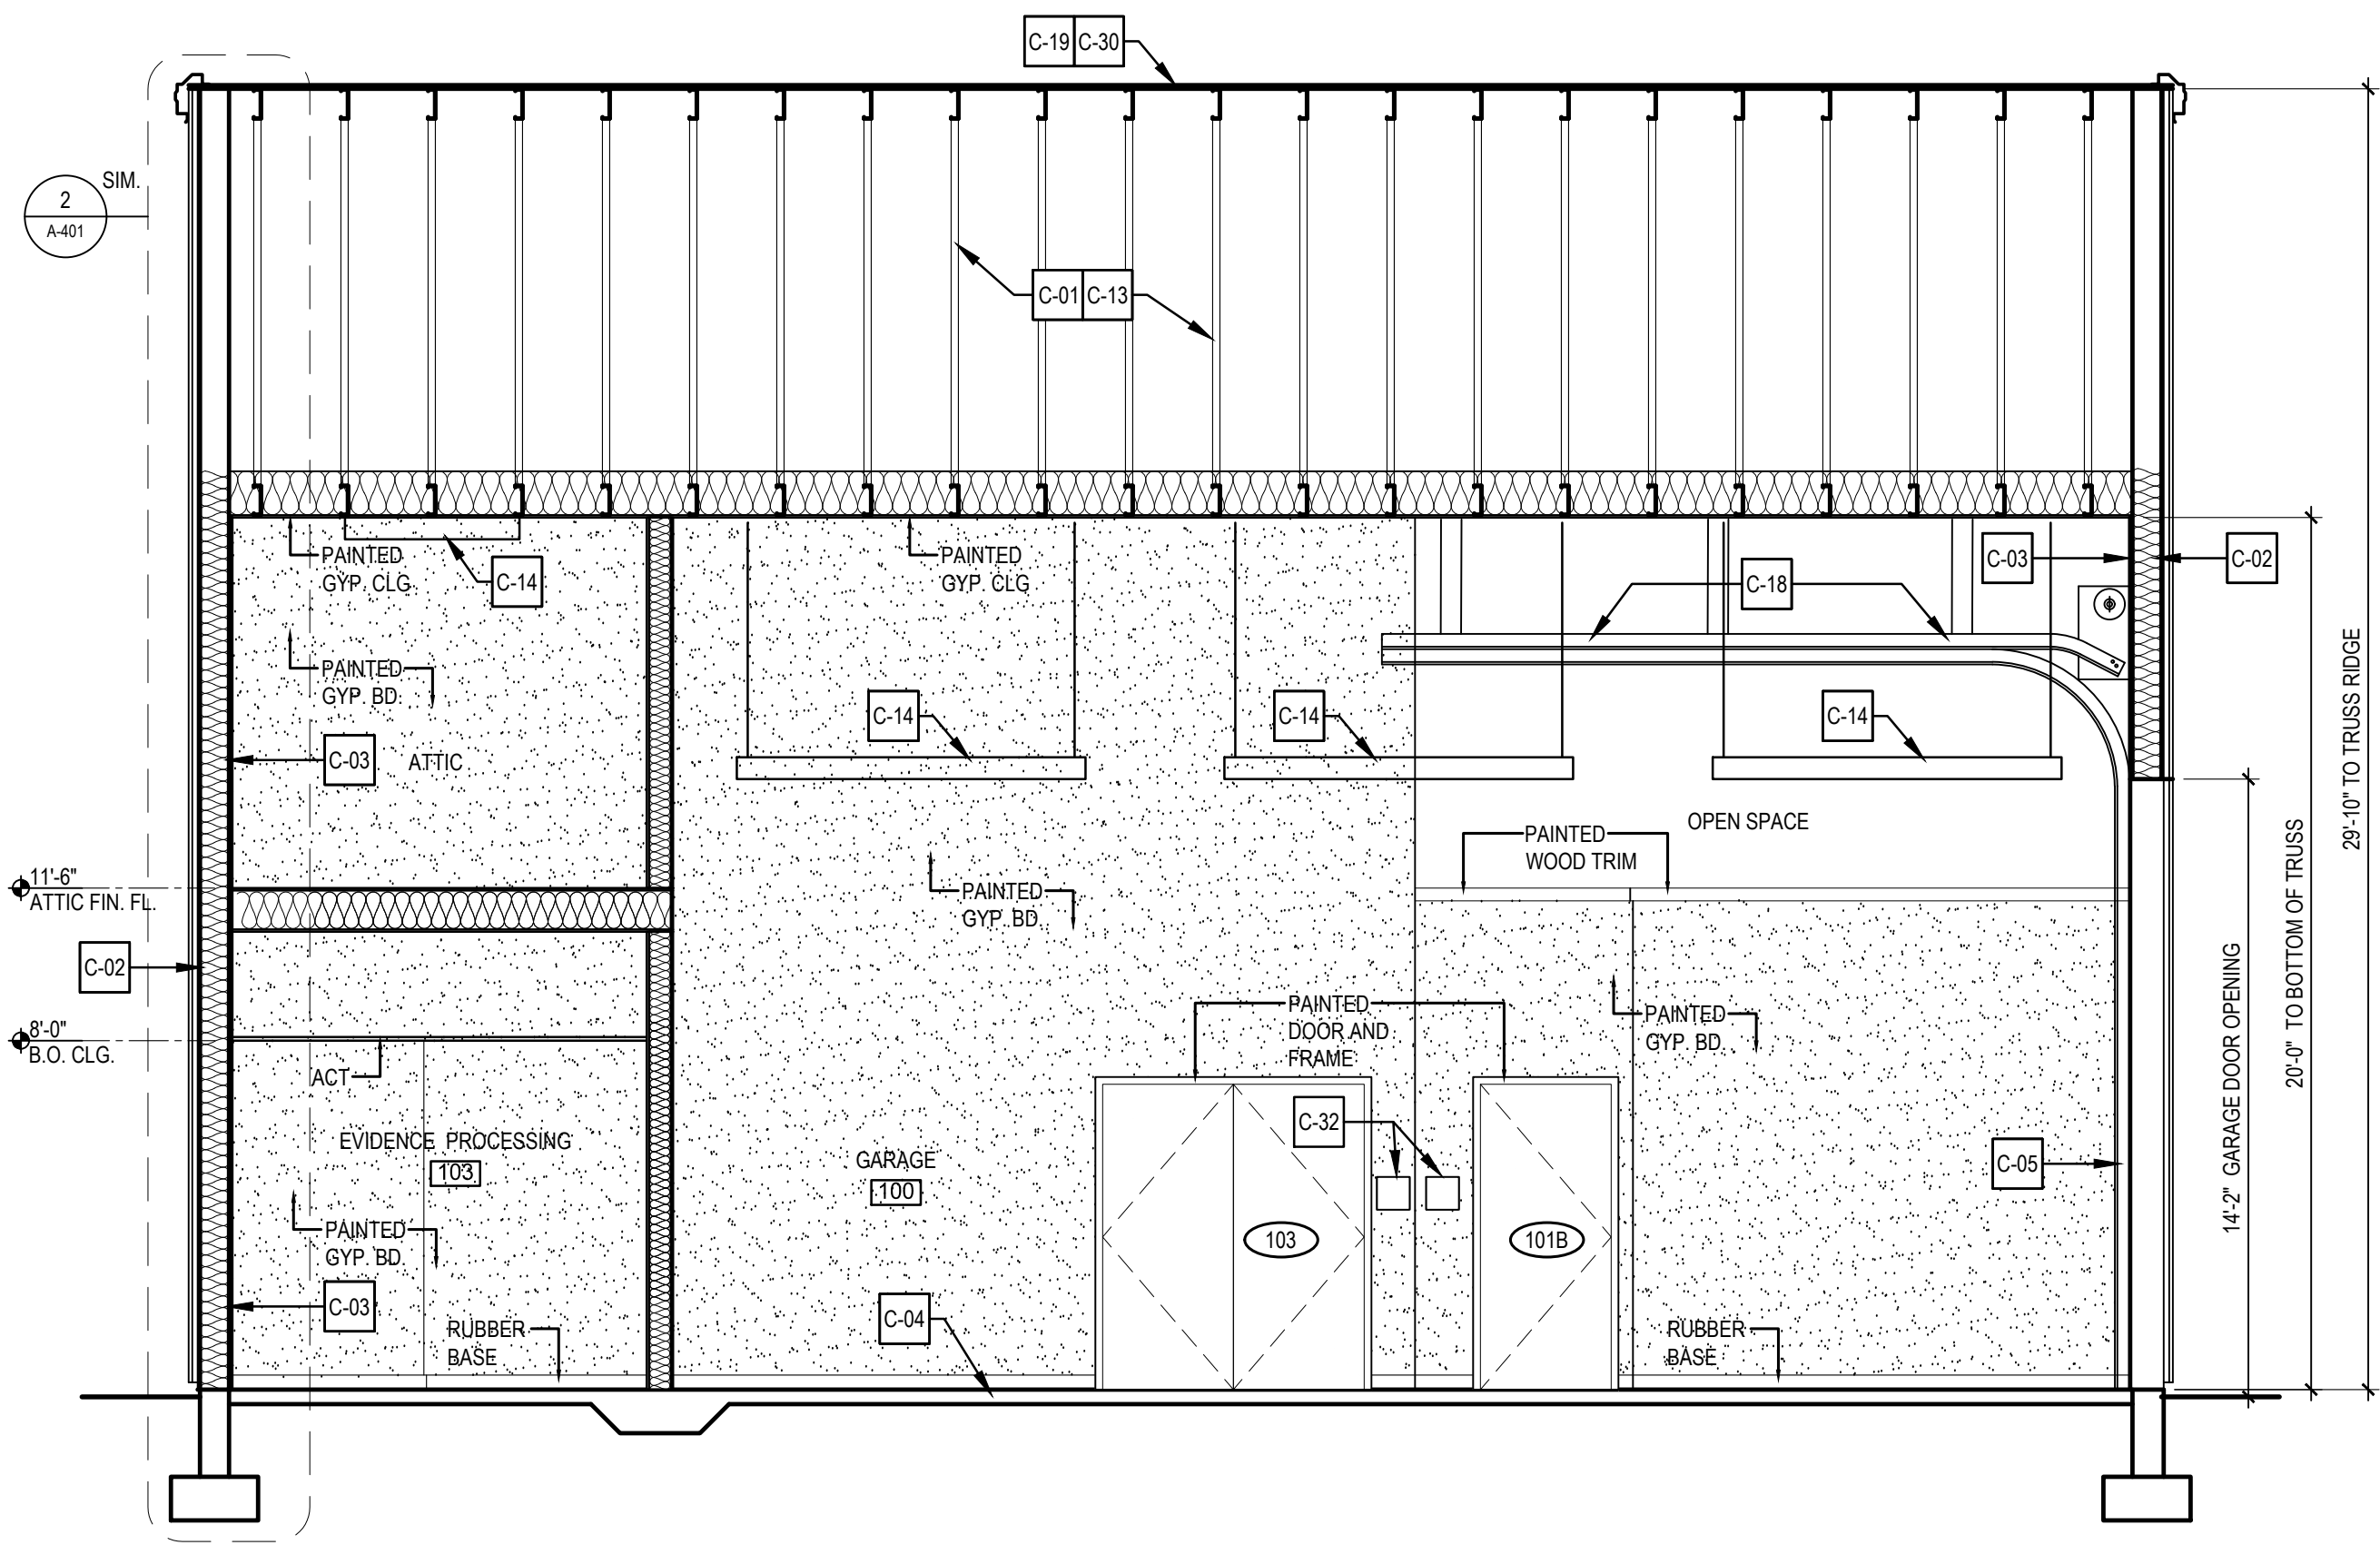 C-19 C-30
SIM.
2
A-401
C-01 C-13
PAINTED
GYP. CLG
C-14
PAINTED
GYP. CLG
C-18
C-03
C-02
PAINTED
GYP. BD.
C-14
C-14
C-14
C-03
ATTIC
OPEN SPACE
PAINTED
WOOD TRIM
11'-6"
ATTIC FIN. FL.
PAINTED
GYP. BD.
C-02
PAINTED
DOOR AND
FRAME
PAINTED
GYP. BD.
8'-0"
B.O. CLG.
ACT
C-32
EVIDENCE PROCESSING
103
GARAGE
100
C-05
PAINTED
GYP. BD.
103
101B
C-03
C-04
RUBBER
BASE
RUBBER
BASE
14'-2" GARAGE DOOR OPENING
20'-0" TO BOTTOM OF TRUSS
29'-10" TO TRUSS RIDGE